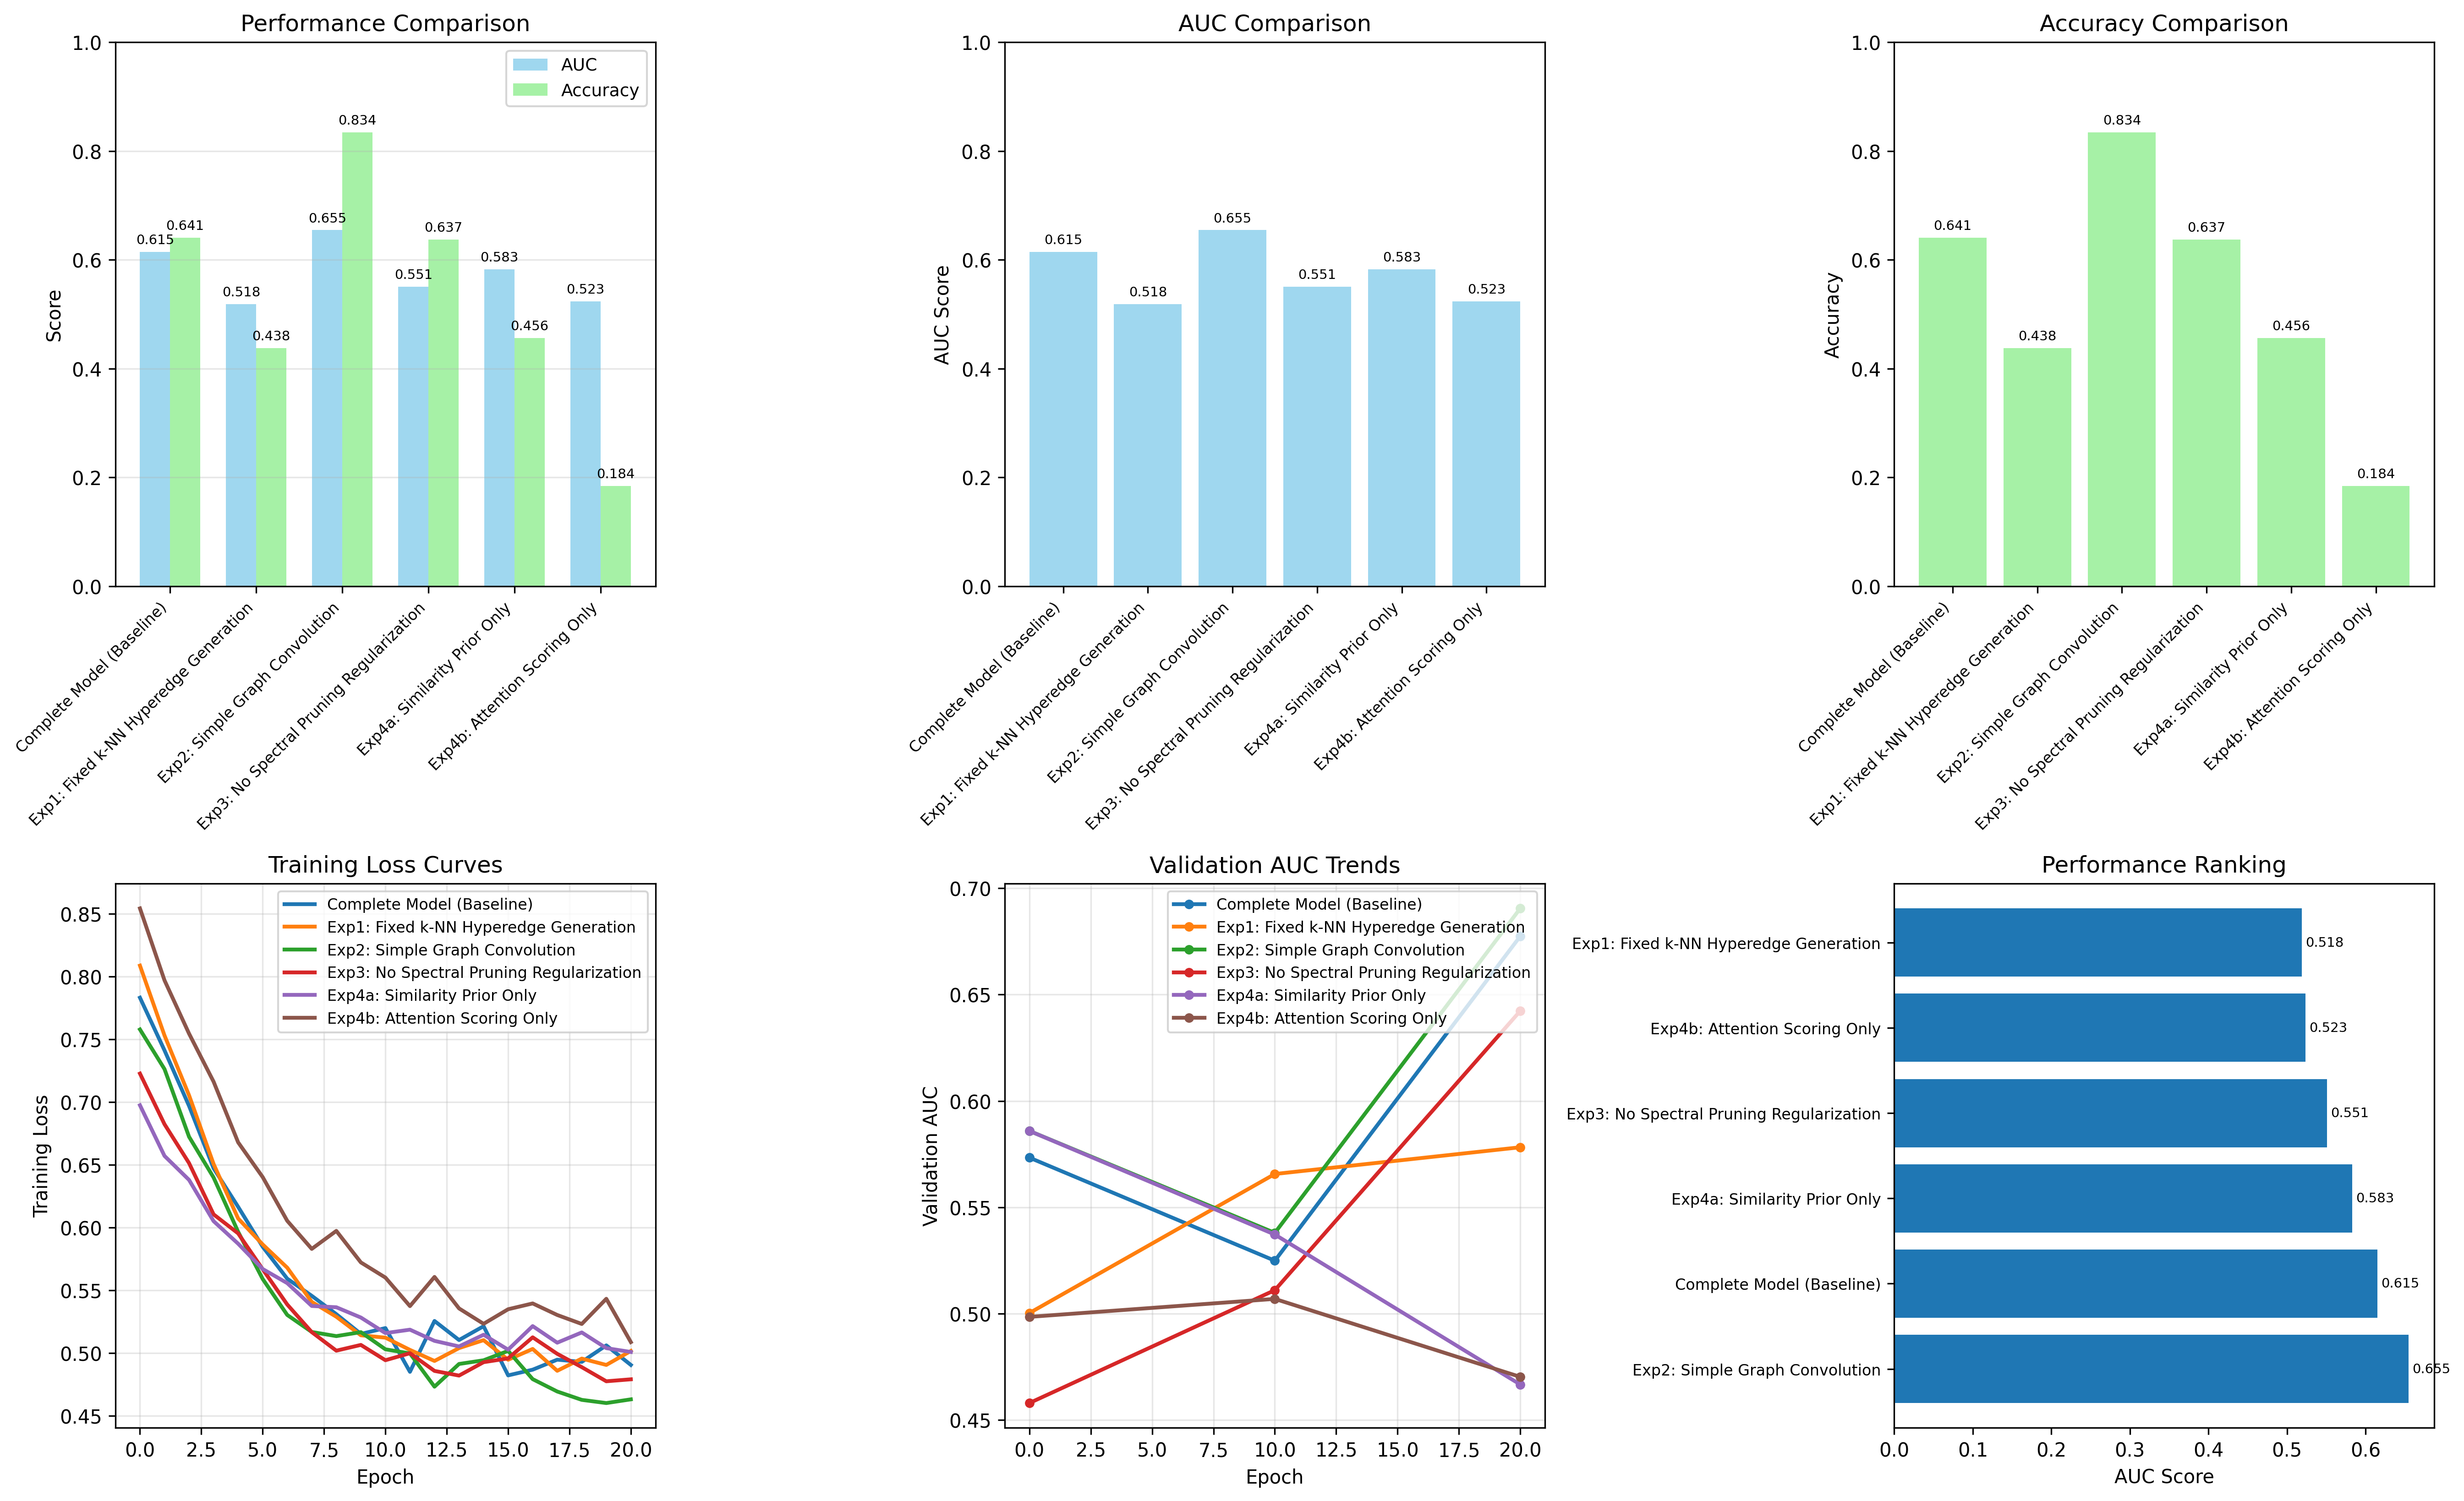 Performance Comparison
1.0
0.8
0.6
0.4
0.2
0.0
Score
AUC
Accuracy
0.615
0.641
0.518
0.438
0.655
0.834
0.551
0.637
0.583
0.456
0.523
0.184
Complete Model (Baseline)
Exp1: Fixed k-NN Hyperedge Generation
Exp2: Simple Graph Convolution
Exp3: No Spectral Pruning Regularization
Exp4a: Similarity Prior Only
Exp4b: Attention Scoring Only
AUC Comparison
1.0
0.8
0.6
0.4
0.2
0.0
AUC Score
0.615
0.518
0.655
0.551
0.583
0.523
Complete Model (Baseline)
Exp1: Fixed k-NN Hyperedge Generation
Exp2: Simple Graph Convolution
Exp3: No Spectral Pruning Regularization
Exp4a: Similarity Prior Only
Exp4b: Attention Scoring Only
Accuracy Comparison
1.0
0.8
0.6
0.4
0.2
0.0
Accuracy
0.641
0.438
0.834
0.637
0.456
0.184
Complete Model (Baseline)
Exp1: Fixed k-NN Hyperedge Generation
Exp2: Simple Graph Convolution
Exp3: No Spectral Pruning Regularization
Exp4a: Similarity Prior Only
Exp4b: Attention Scoring Only
Training Loss Curves
0.85
0.80
0.75
0.70
0.65
0.60
0.55
0.50
0.45
Training Loss
Complete Model (Baseline)
Exp1: Fixed k-NN Hyperedge Generation
Exp2: Simple Graph Convolution
Exp3: No Spectral Pruning Regularization
Exp4a: Similarity Prior Only
Exp4b: Attention Scoring Only
0.0 2.5 5.0 7.5 10.0 12.5 15.0 17.5 20.0
Epoch
Validation AUC Trends
0.70
0.65
0.60
0.55
0.50
0.45
Validation AUC
Complete Model (Baseline)
Exp1: Fixed k-NN Hyperedge Generation
Exp2: Simple Graph Convolution
Exp3: No Spectral Pruning Regularization
Exp4a: Similarity Prior Only
Exp4b: Attention Scoring Only
0.0 2.5 5.0 7.5 10.0 12.5 15.0 17.5 20.0
Epoch
Performance Ranking
Exp1: Fixed k-NN Hyperedge Generation 0.518
Exp4b: Attention Scoring Only 0.523
Exp3: No Spectral Pruning Regularization 0.551
Exp4a: Similarity Prior Only 0.583
Complete Model (Baseline) 0.615
Exp2: Simple Graph Convolution 0.655
0.0 0.1 0.2 0.3 0.4 0.5 0.6
AUC Score